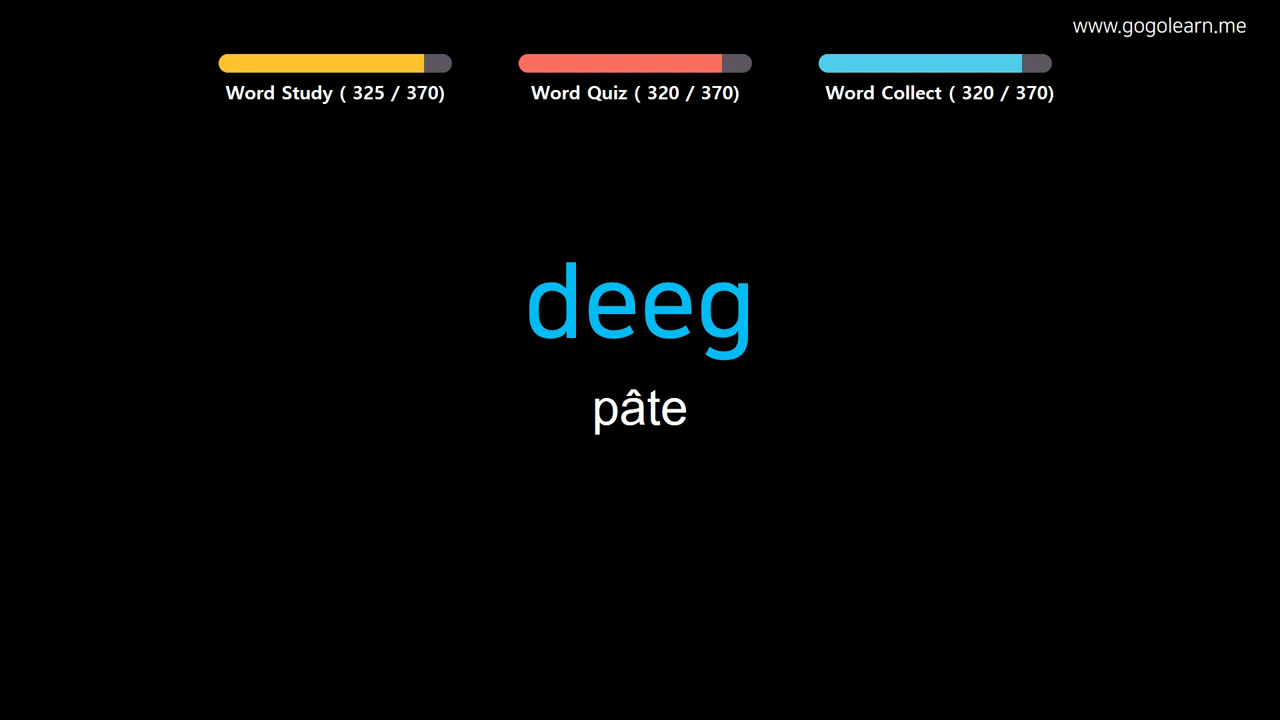 www.gogolearn.me
Word Study ( 325 / 370)
Word Quiz ( 320 / 370)
Word Collect ( 320 / 370)
deeg
pâte